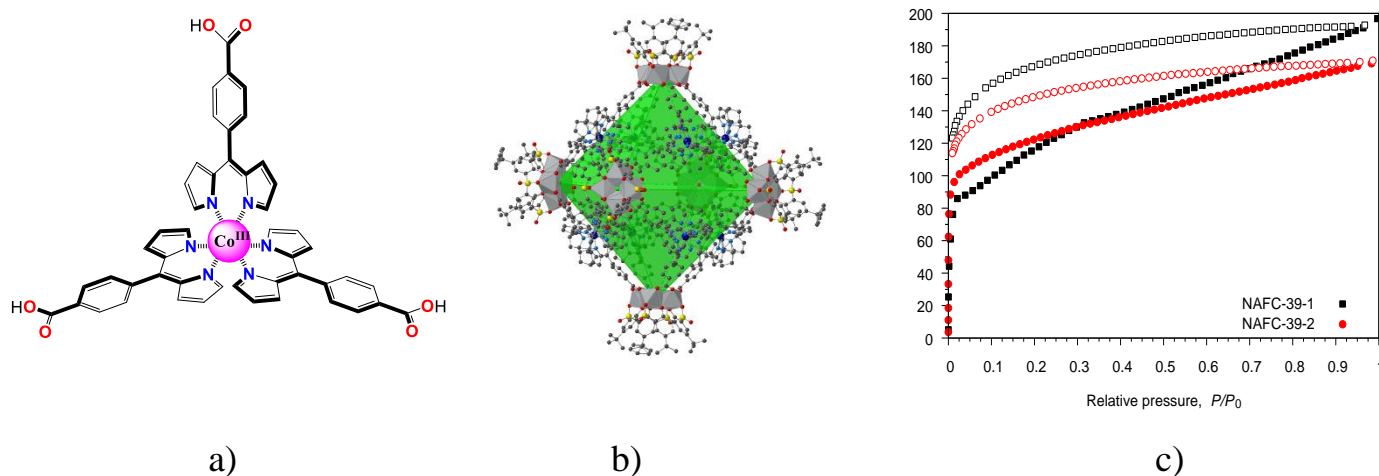 HO O
N N
Co^III
N N
N N
HO O
OH O
a)
b)
200
180
160
140
120
100
80
60
40
20
0
NAFC-39-1
NAFC-39-2
0 0.1 0.2 0.3 0.4 0.5 0.6 0.7 0.8 0.9 1
Relative pressure, P/P0
c)